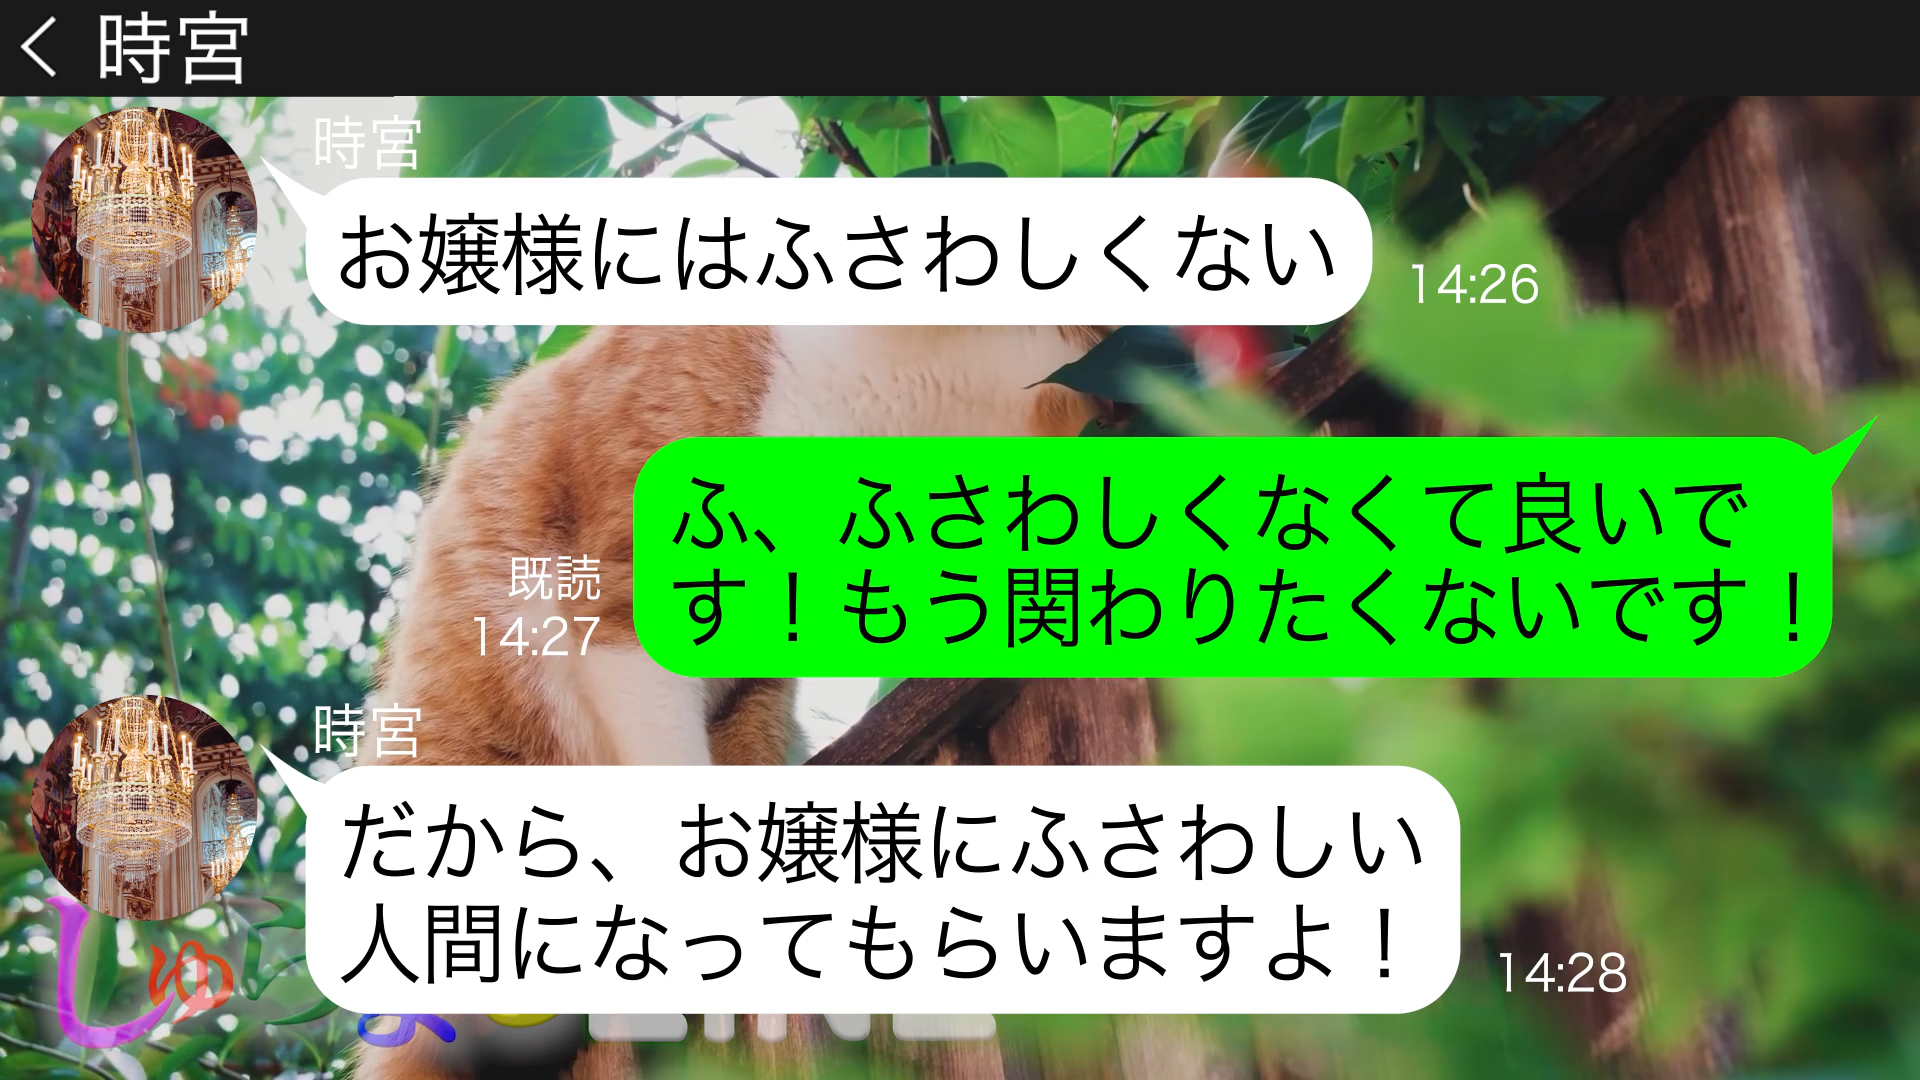 時宮
時宮
お嬢様にはふさわしくない
14:26
ふ、ふさわしくなくて良いで
す！もう関わりたくないです！
既読
14:27
時宮
だから、お嬢様にふさわしい
人間になってもらいますよ！
14:28
しゅ